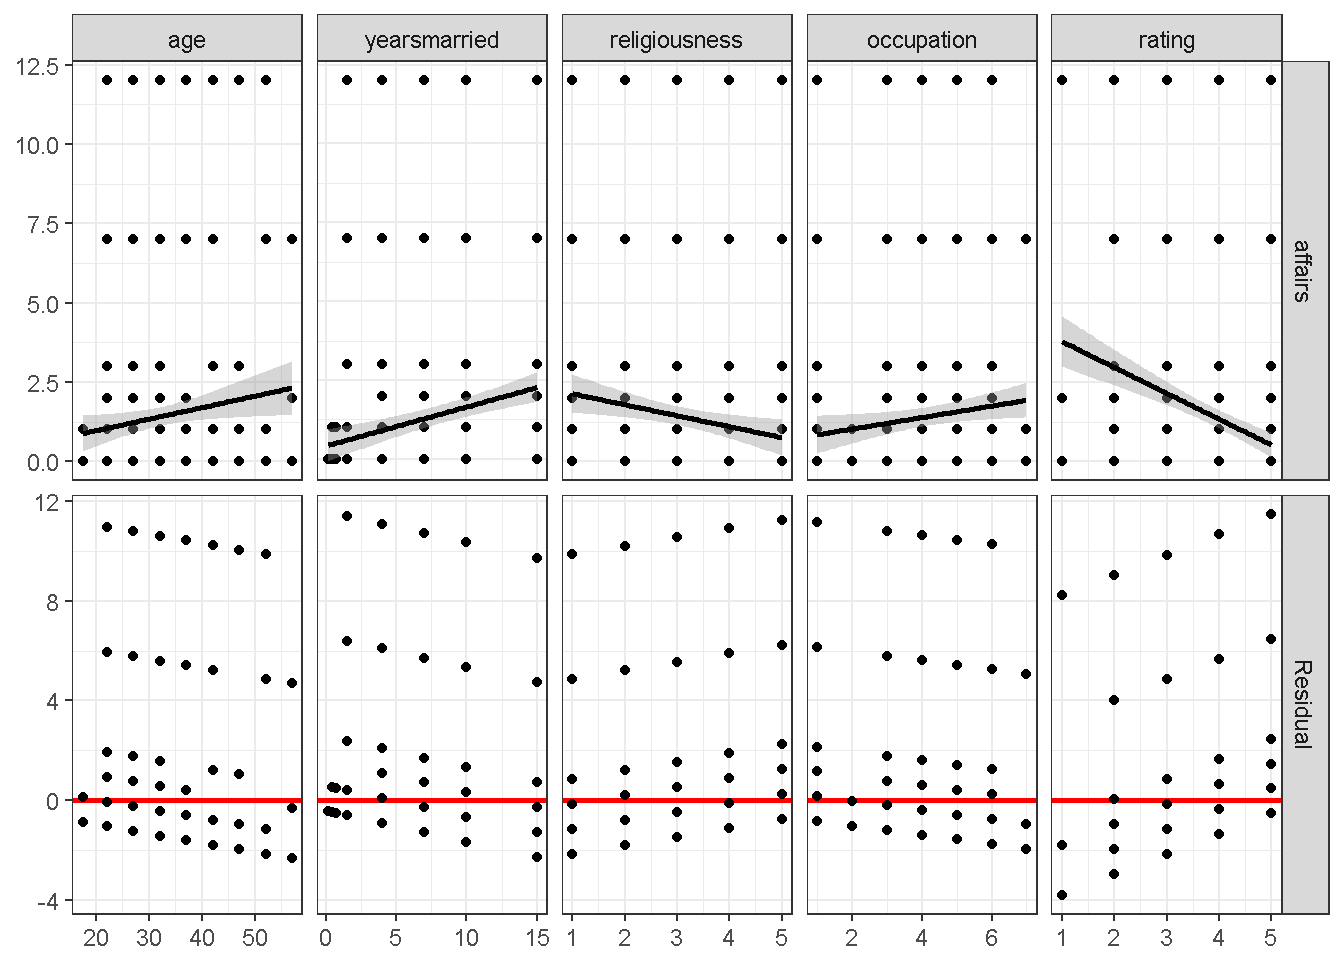 age yearsmarried religiousness occupation rating
12.5
10.0
7.5
5.0
2.5
0.0
affairs
12
8
4
0
-4
Residual
20 30 40 50 0 5 10 15 1 2 3 4 5 2 4 6 1 2 3 4 5